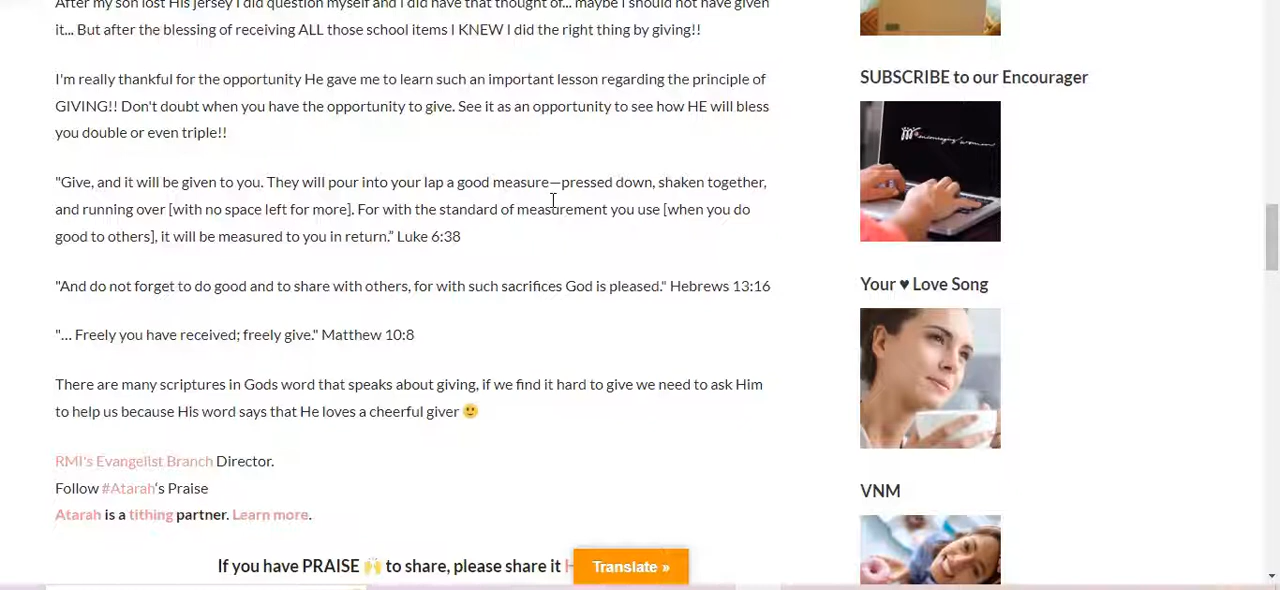 After my son lost His jersey I did question myself and I did have that thought of... maybe I should not have given
it... But after the blessing of receiving ALL those school items I KNEW I did the right thing by giving!!
I'm really thankful for the opportunity He gave me to learn such an important lesson regarding the principle of
GIVING!! Don't doubt when you have the opportunity to give. See it as an opportunity to see how HE will bless
you double or even triple!!
"Give, and it will be given to you. They will pour into your lap a good measure—pressed down, shaken together,
and running over [with no space left for more]. For with the standard of measurement you use [when you do
good to others], it will be measured to you in return." Luke 6:38
"And do not forget to do good and to share with others, for with such sacrifices God is pleased." Hebrews 13:16
"... Freely you have received; freely give." Matthew 10:8
There are many scriptures in Gods word that speaks about giving, if we find it hard to give we need to ask Him
to help us because His word says that He loves a cheerful giver 🙂
RMI's Evangelist Branch Director.
Follow #Atarah's Praise
Atarah is a tithing partner. Learn more.
If you have PRAISE 🙌 to share, please share it
Translate »
SUBSCRIBE to our Encourager
encouraging women
Your ♥ Love Song
VNM